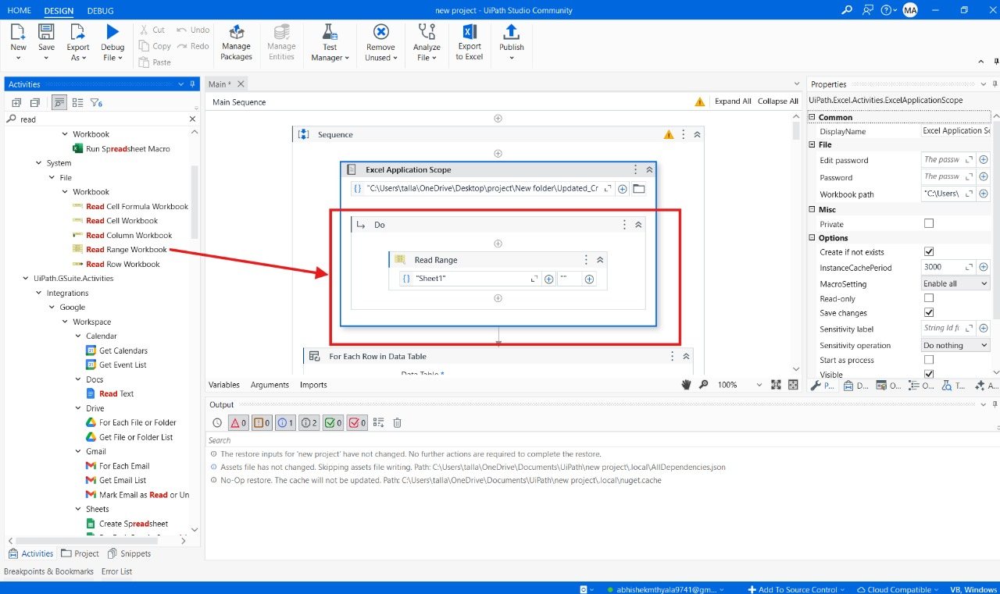 HOME DESIGN DEBUG
new project - UiPath Studio Community
MA
New
Save
Export As
Debug File
Cut
Copy
Paste
Undo
Redo
Manage Packages
Manage Entities
Test Manager
Remove Unused
Analyze File
Export to Excel
Publish
Activities
6
read
Workbook
Run Spreadsheet Macro
System
File
Workbook
Read Cell Formula Workbook
Read Cell Workbook
Read Column Workbook
Read Range Workbook
Read Row Workbook
UiPath.GSuite.Activities
Integrations
Google
Workspace
Calendar
Get Calendars
Get Event List
Docs
Read Text
Drive
For Each File or Folder
Get File or Folder List
Gmail
For Each Email
Get Email List
Mark Email as Read or Un
Sheets
Create Spreadsheet
Activities Project Snippets
Breakpoints & Bookmarks Error List
Main *
Main Sequence
Expand All Collapse All
Sequence
Excel Application Scope
"C:\Users\talla\OneDrive\Desktop\project\New folder\Updated_Cr
Do
Read Range
"Sheet1" ""
For Each Row in Data Table
Data Table *
Variables Arguments Imports
100%
Output
0 0 1 2 0 0
Search
The restore inputs for 'new project' have not changed. No further actions are required to complete the restore.
Assets file has not changed. Skipping assets file writing. Path: C:\Users\talla\OneDrive\Documents\UiPath\new project\.local\AllDependencies.json
No-Op restore. The cache will not be updated. Path: C:\Users\talla\OneDrive\Documents\UiPath\new project\.local\nuget.cache
Properties
UiPath.Excel.Activities.ExcelApplicationScope
Common
DisplayName Excel Application Sc
File
Edit password The passw
Password The passw
Workbook path "C:\Users\
Misc
Private
Options
Create if not exists
InstanceCachePeriod 3000
MacroSetting Enable all
Read-only
Save changes
Sensitivity label String Id f
Sensitivity operation Do nothing
Start as process
Visible
P... D... O... O... T... A...
abhishekmthyala9741@gm...
Add To Source Control
Cloud Compatible
VB, Windows